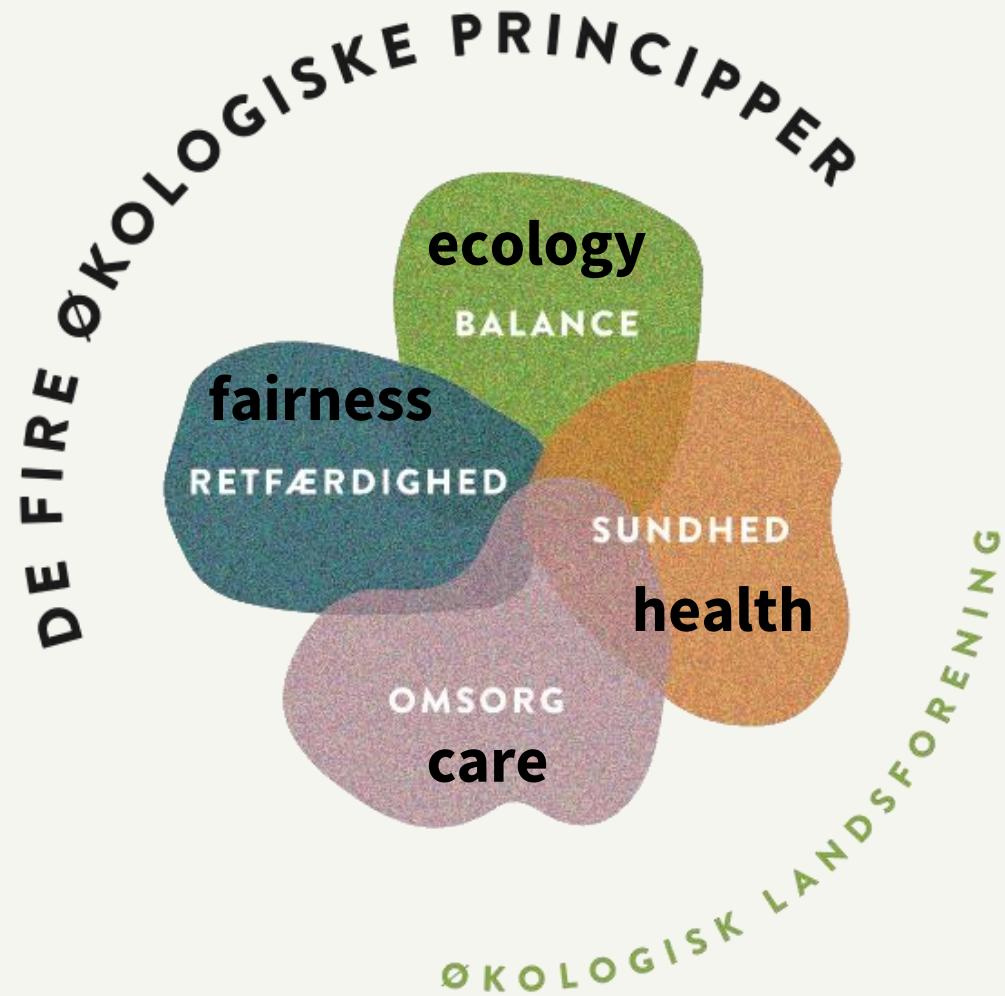 DE FIRE ØKOLOGISKE PRINCIPPER
ecology
BALANCE
fairness
RETFÆRDIGHED
SUNDHED
health
OMSORG
care
ØKOLOGISK LANDSFORENING